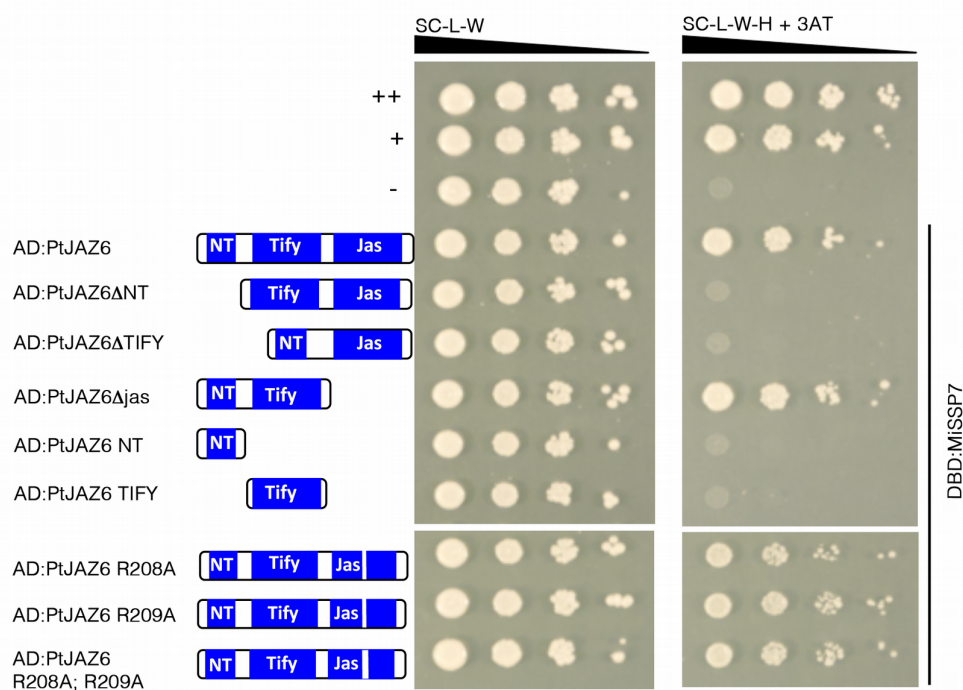 SC-L-W
SC-L-W-H + 3AT
++
+
-
AD:PtJAZ6
NT Tify Jas
AD:PtJAZ6ΔNT
Tify Jas
AD:PtJAZ6ΔTIFY
NT Jas
AD:PtJAZ6Δjas
NT Tify
AD:PtJAZ6 NT
NT
AD:PtJAZ6 TIFY
Tify
DBD:MiSSP7
AD:PtJAZ6 R208A
NT Tify Jas
AD:PtJAZ6 R209A
NT Tify Jas
AD:PtJAZ6
R208A; R209A
NT Tify Jas